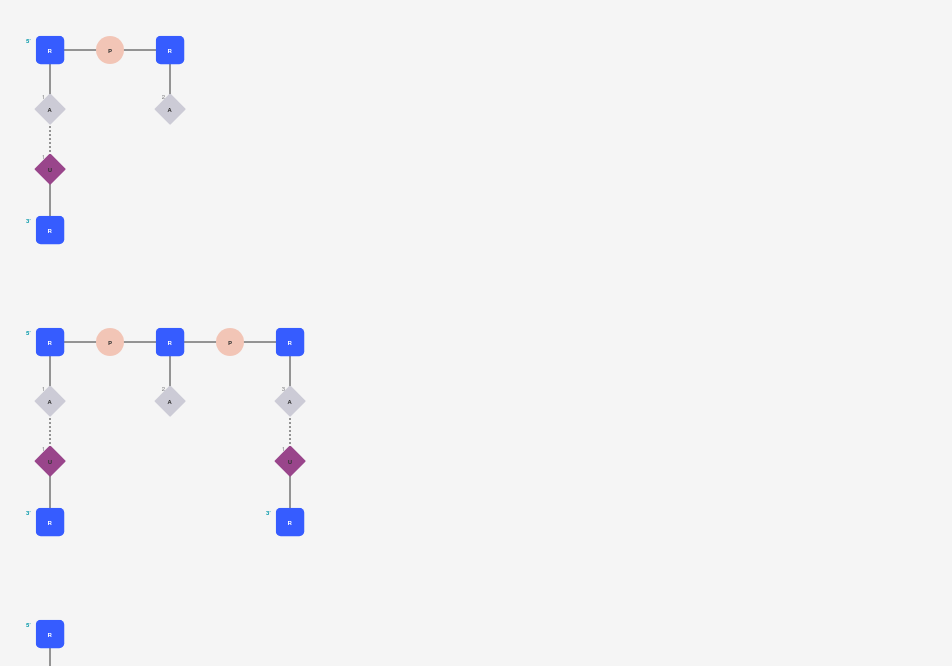 5' R P R
1 A 2 A
U
3' R
5' R P R P R
1 A 2 A 3 A
U U
3' R 3' R
5' R